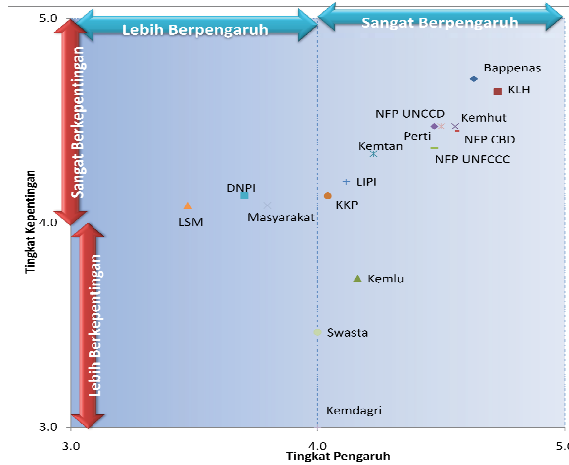 5.0
Lebih Berpengaruh
Sangat Berpengaruh
Sangat Berkepentingan
Bappenas
KLH
NFP UNCCD
Kemhut
Perti
NFP CBD
Kemtan
NFP UNFCCC
LIPI
DNPI
KKP
LSM
Masyarakat
4.0
Tingkat Kepentingan
Lebih Berkepentingan
Kemlu
Swasta
Kemdagri
3.0
3.0
4.0
5.0
Tingkat Pengaruh